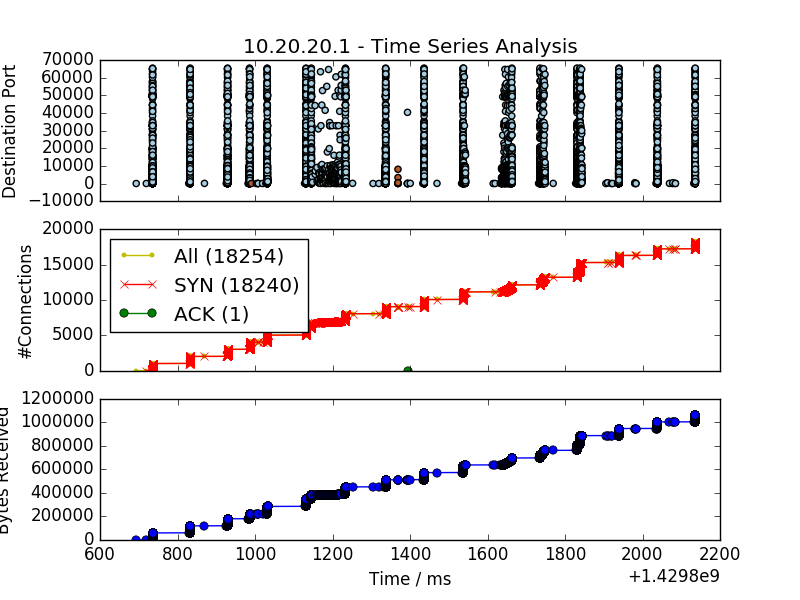 10.20.20.1 - Time Series Analysis
70000
60000
50000
40000
30000
20000
10000
0
-10000
Destination Port
20000
15000
10000
5000
0
#Connections
All (18254)
SYN (18240)
ACK (1)
1200000
1000000
800000
600000
400000
200000
0
Bytes Received
600 800 1000 1200 1400 1600 1800 2000 2200
Time / ms
+1.4298e9